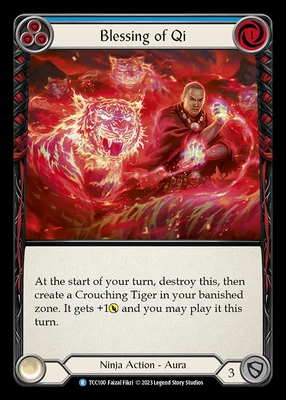 Blessing of Qi
At the start of your turn, destroy this, then
create a Crouching Tiger in your banished
zone. It gets +1 and you may play it this
turn.
Ninja Action - Aura
3
R TCC100 Faizal Fikri © 2023 Legend Story Studios